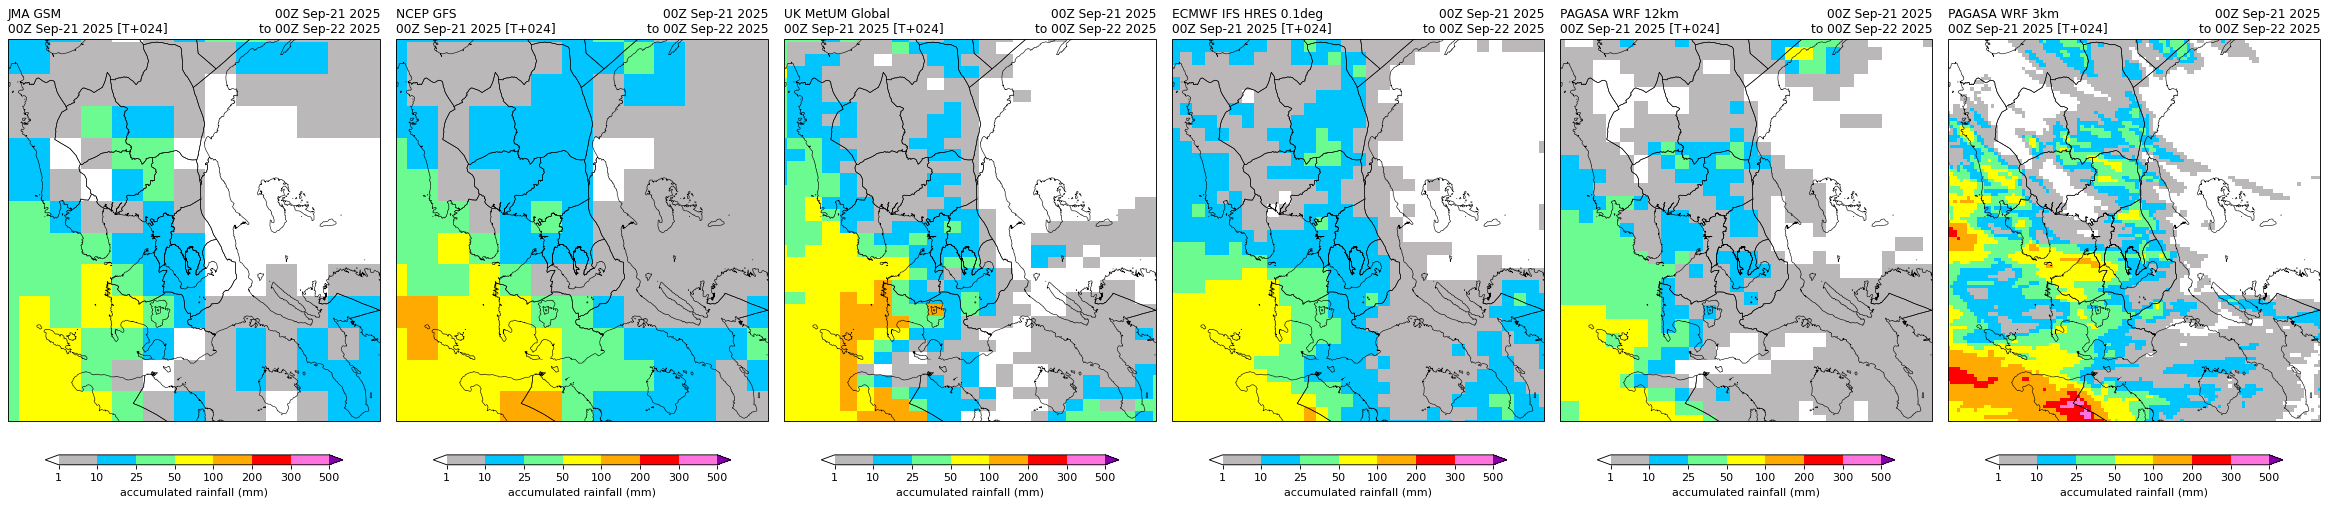 JMA GSM 00Z Sep-21 2025
00Z Sep-21 2025 [T+024] to 00Z Sep-22 2025
1 10 25 50 100 200 300 500
accumulated rainfall (mm)
NCEP GFS 00Z Sep-21 2025
00Z Sep-21 2025 [T+024] to 00Z Sep-22 2025
1 10 25 50 100 200 300 500
accumulated rainfall (mm)
UK MetUM Global 00Z Sep-21 2025
00Z Sep-21 2025 [T+024] to 00Z Sep-22 2025
1 10 25 50 100 200 300 500
accumulated rainfall (mm)
ECMWF IFS HRES 0.1deg 00Z Sep-21 2025
00Z Sep-21 2025 [T+024] to 00Z Sep-22 2025
1 10 25 50 100 200 300 500
accumulated rainfall (mm)
PAGASA WRF 12km 00Z Sep-21 2025
00Z Sep-21 2025 [T+024] to 00Z Sep-22 2025
1 10 25 50 100 200 300 500
accumulated rainfall (mm)
PAGASA WRF 3km 00Z Sep-21 2025
00Z Sep-21 2025 [T+024] to 00Z Sep-22 2025
1 10 25 50 100 200 300 500
accumulated rainfall (mm)